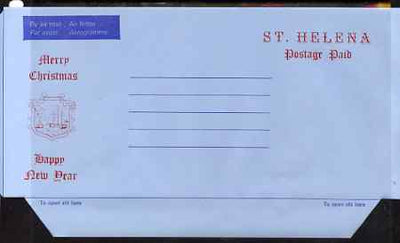 By air mail Air letter
Par avion Aérogramme
ST. HELENA
Postage Paid
Merry
Christmas
Happy
New Year
To open slit here To open slit here